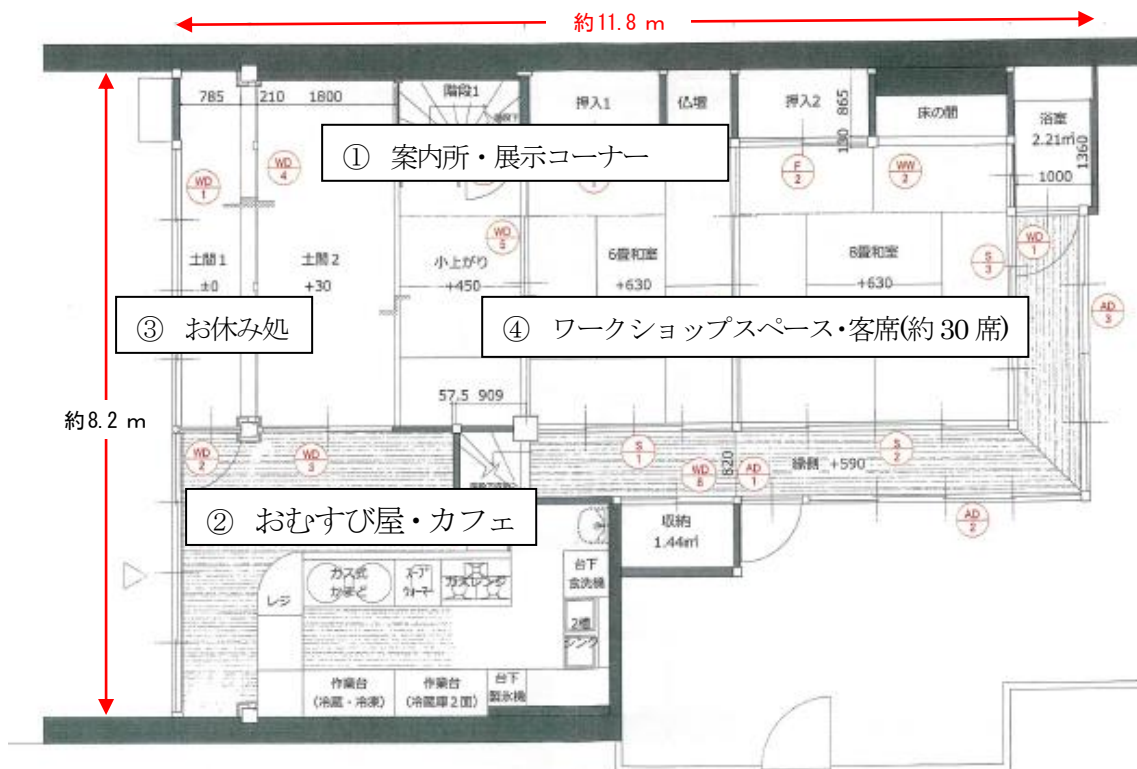 約11.8 m
785 210 1800
階段1
押入1
仏壇
押入2
865
130
床の間
浴室
2.21㎡
1360
1000
① 案内所・展示コーナー
WD
1
WD
4
F
2
WW
2
WD
5
S
3
WD
1
AD
3
土間1
±0
土間2
+30
小上がり
+450
6畳和室
+630
8畳和室
+630
③ お休み処
④ ワークショップスペース・客席(約30席)
約8.2 m
57.5 909
WD
2
WD
3
S
1
WD
6
820
AD
1
S
2
縁側 +590
AD
2
② おむすび屋・カフェ
収納
1.44㎡
レジ
ガス式
かまど
スープ
ウォーマー
ガスレンジ
台下
食洗機
2槽
シンク
作業台
(冷蔵・冷凍)
作業台
(冷蔵庫2面)
台下
製氷機